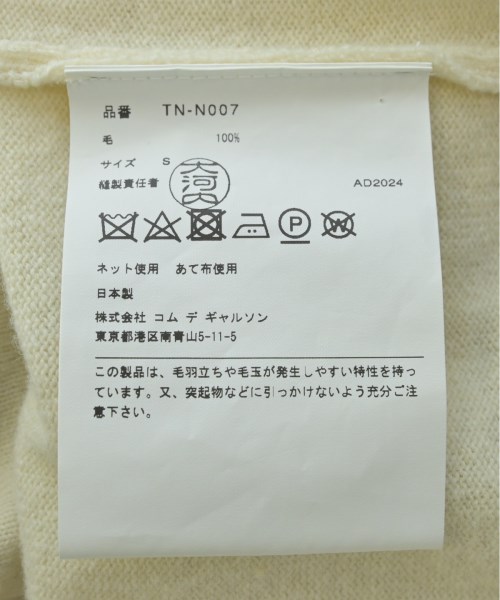 品番 TN-N007
毛 100%
サイズ S
縫製責任者 大河内
AD2024
P
ネット使用 あて布使用
日本製
株式会社 コム デ ギャルソン
東京都港区南青山5-11-5
この製品は、毛羽立ちや毛玉が発生しやすい特性を持っ
ています。又、突起物などに引っかけないよう充分ご注
意下さい。